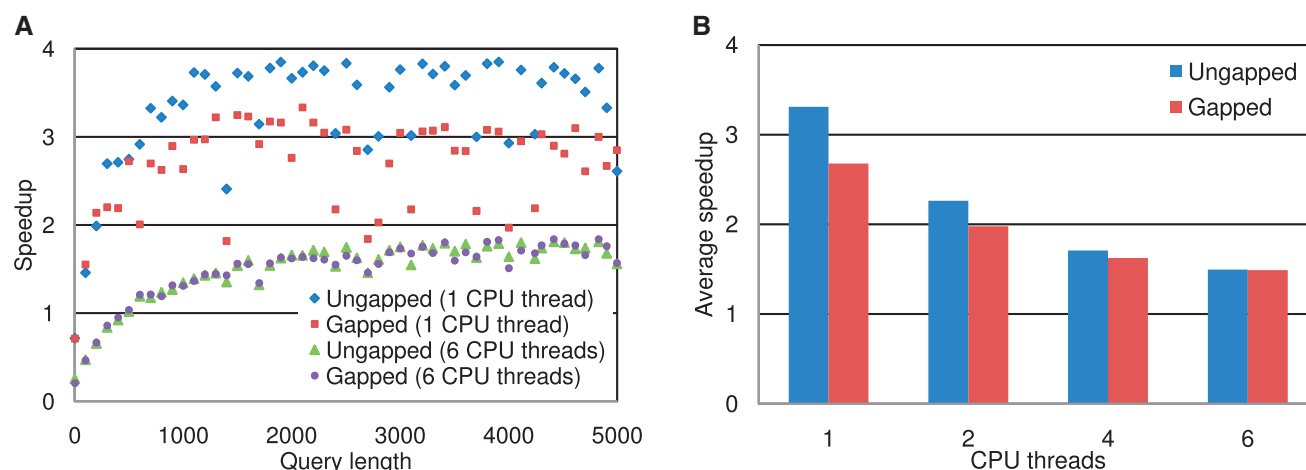 A
4
3
2
1
0
Speedup
Ungapped (1 CPU thread)
Gapped (1 CPU thread)
Ungapped (6 CPU threads)
Gapped (6 CPU threads)
0 1000 2000 3000 4000 5000
Query length
B
4
3
2
1
0
Average speedup
Ungapped
Gapped
1 2 4 6
CPU threads